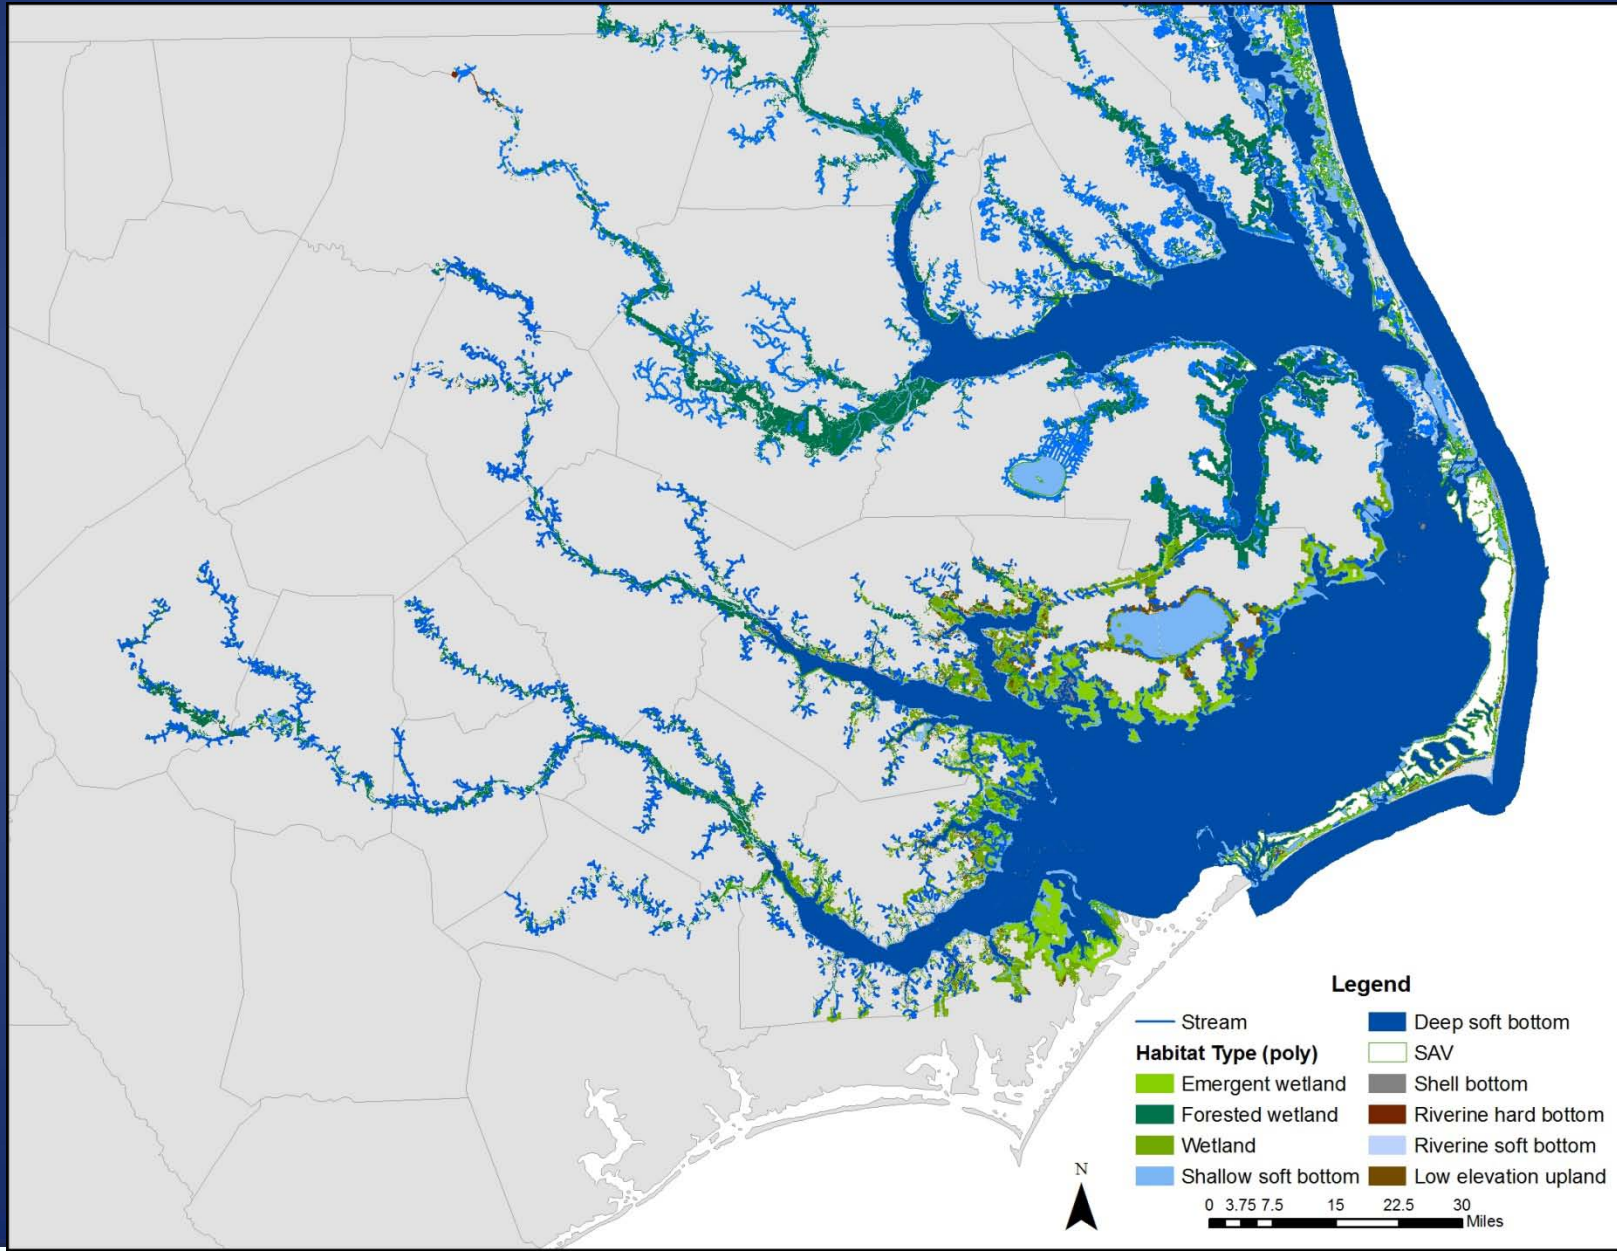 Legend
Stream
Habitat Type (poly)
Emergent wetland
Forested wetland
Wetland
Shallow soft bottom
Deep soft bottom
SAV
Shell bottom
Riverine hard bottom
Riverine soft bottom
Low elevation upland
N
0 3.75 7.5 15 22.5 30
Miles